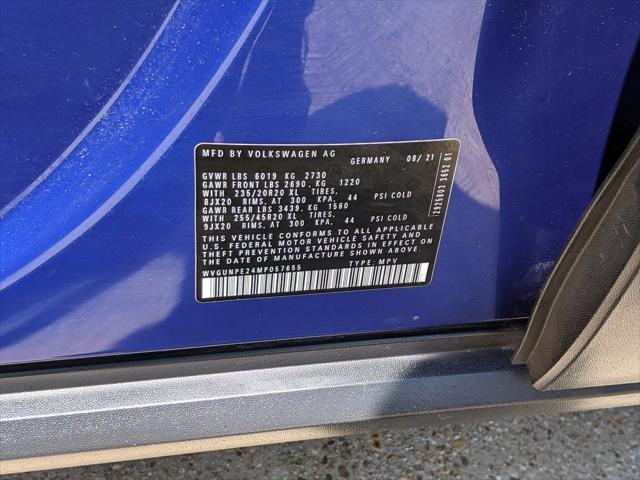 MFD BY VOLKSWAGEN AG GERMANY 08/21
GVWR LBS 6019 KG 2730
GAWR FRONT LBS 2690, KG 1220
WITH 235/20R20 XL TIRES,
8JX20 RIMS, AT 300 KPA, 44 PSI COLD
GAWR REAR LBS 3439, KG 1560
WITH 255/45R20 XL TIRES,
9JX20 RIMS, AT 300 KPA, 44 PSI COLD
THIS VEHICLE CONFORMS TO ALL APPLICABLE
U.S. FEDERAL MOTOR VEHICLE SAFETY AND
THEFT PREVENTION STANDARDS IN EFFECT ON
THE DATE OF MANUFACTURE SHOWN ABOVE.
WVGUNPE24MP057655 TYPE: MPV
2925803 3652 01